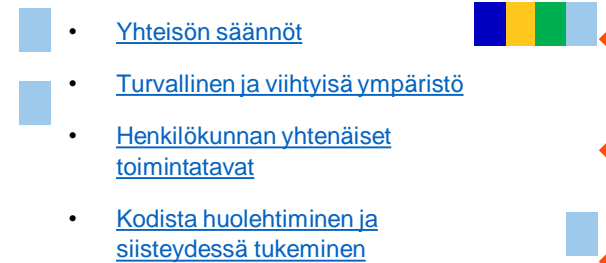 • Yhteisön säännöt
• Turvallinen ja viihtyisä ympäristö
• Henkilökunnan yhtenäiset
toimintatavat
• Kodista huolehtiminen ja
siisteydessä tukeminen